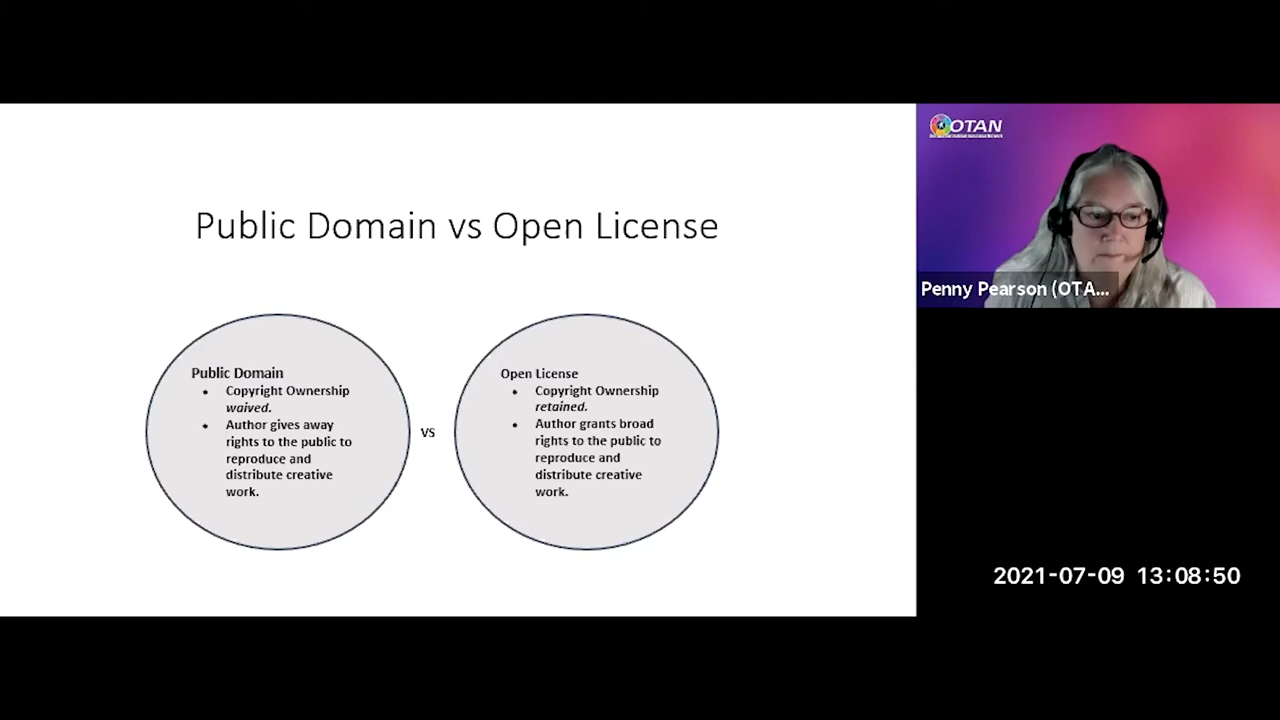 Public Domain vs Open License
Public Domain
• Copyright Ownership
waived.
• Author gives away
rights to the public to
reproduce and
distribute creative
work.
vs
Open License
• Copyright Ownership
retained.
• Author grants broad
rights to the public to
reproduce and
distribute creative
work.
OTAN
Penny Pearson (OTA...
2021-07-09 13:08:50